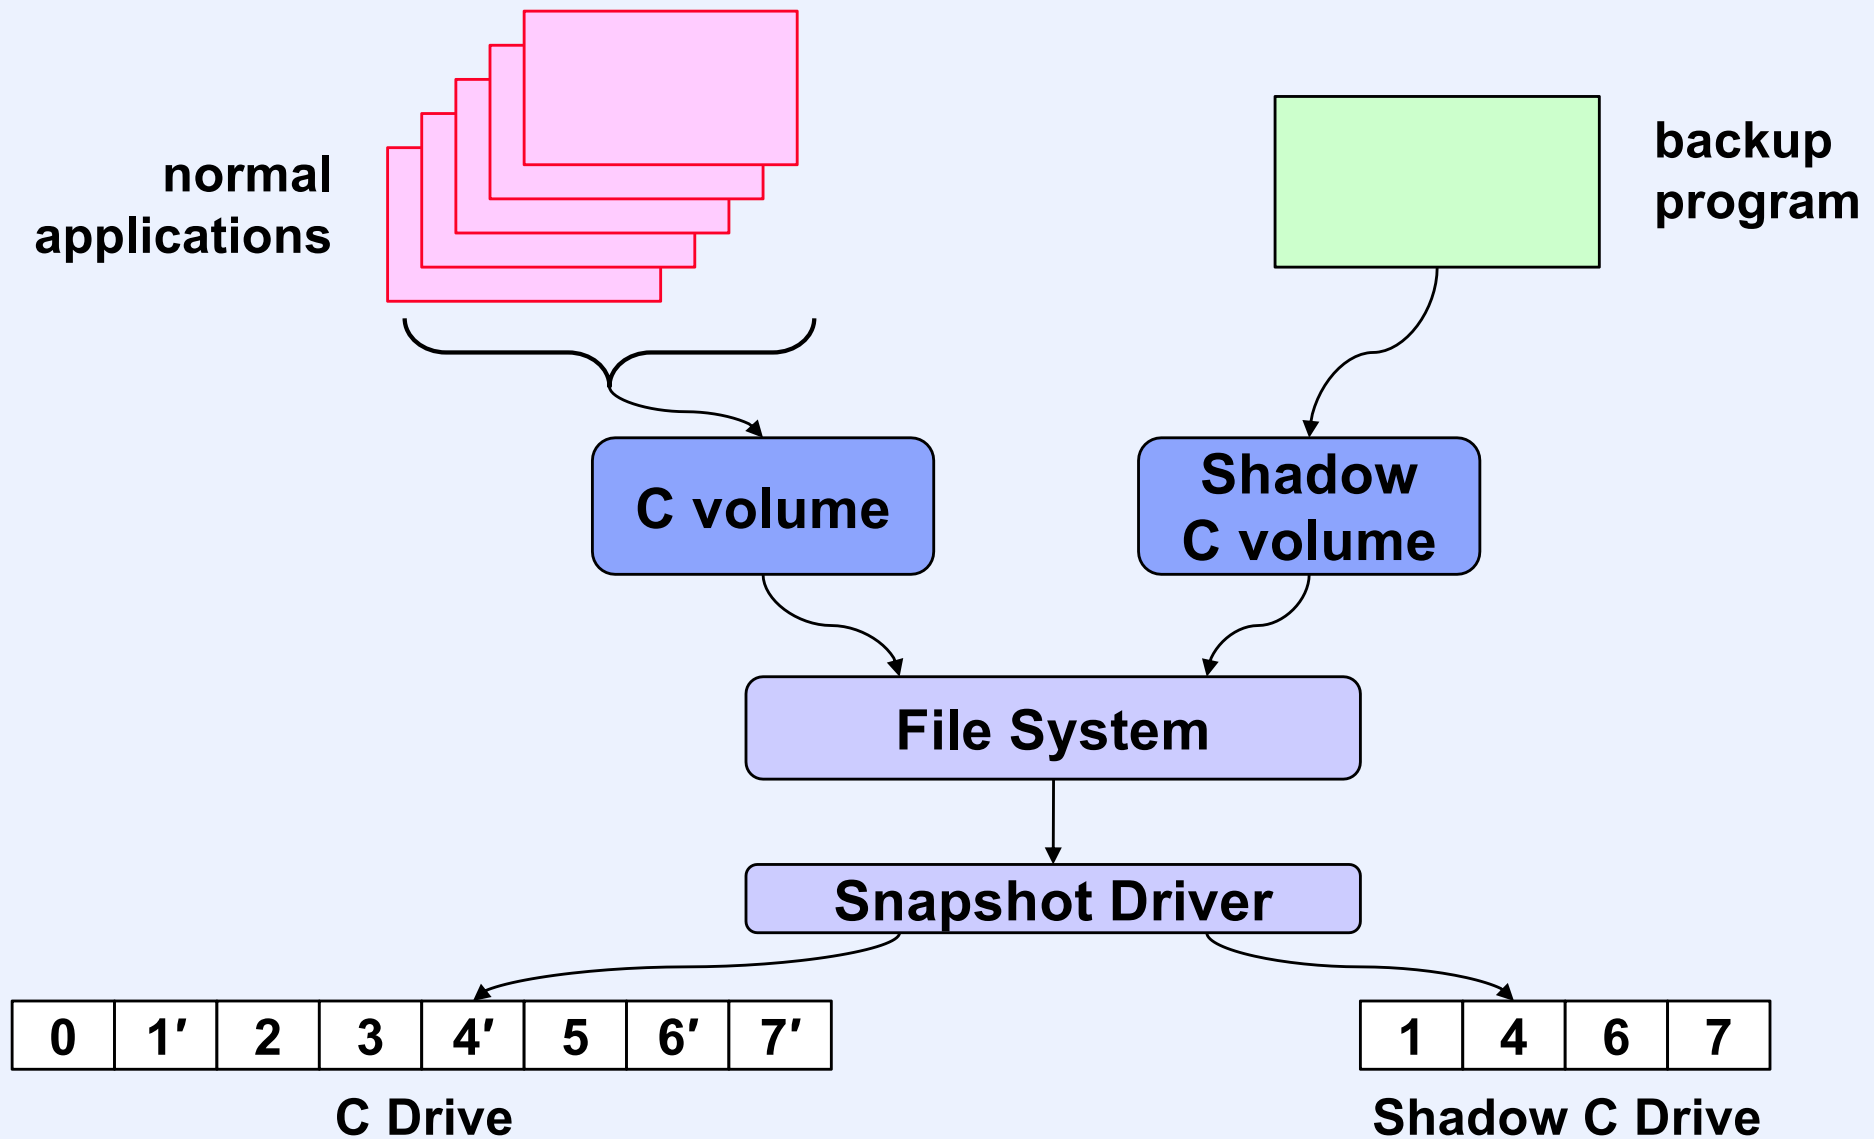 normal
applications
backup
program
C volume
Shadow
C volume
File System
Snapshot Driver
0 1′ 2 3 4′ 5 6′ 7′
1 4 6 7
C Drive
Shadow C Drive